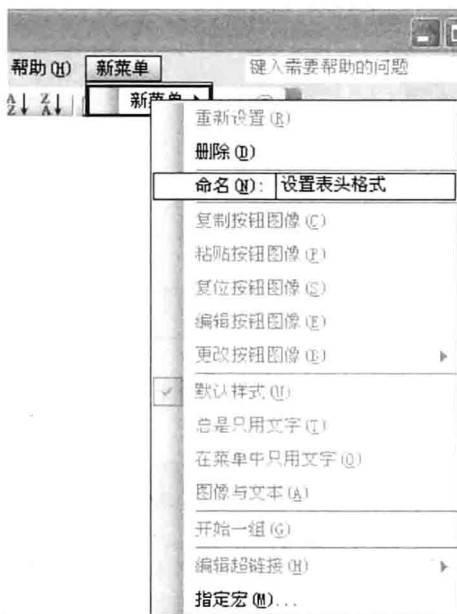 帮助(H) 新菜单 键入需要帮助的问题
新菜单
重新设置(R)
删除(D)
命名(N): 设置表头格式
复制按钮图像(C)
粘贴按钮图像(P)
复位按钮图像(S)
编辑按钮图像(E)
更改按钮图像(B)
默认样式(U)
总是只用文字(T)
在菜单中只用文字(O)
图像与文本(A)
开始一组(G)
编辑超链接(H)
指定宏(M)...